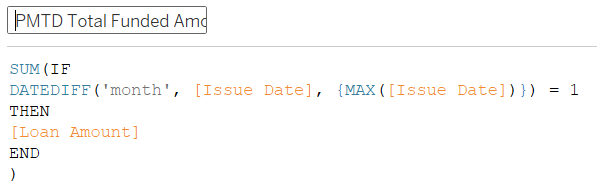 PMTD Total Funded Amo
SUM(IF
DATEDIFF('month', [Issue Date], {MAX([Issue Date])}) = 1
THEN
[Loan Amount]
END
)